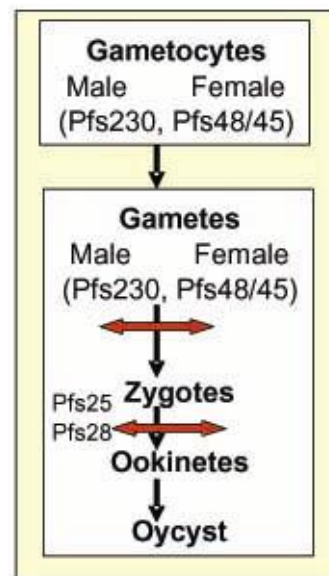 Gametocytes
Male Female
(Pfs230, Pfs48/45)
Gametes
Male Female
(Pfs230, Pfs48/45)
Zygotes
Pfs25
Pfs28
Ookinetes
Oycyst